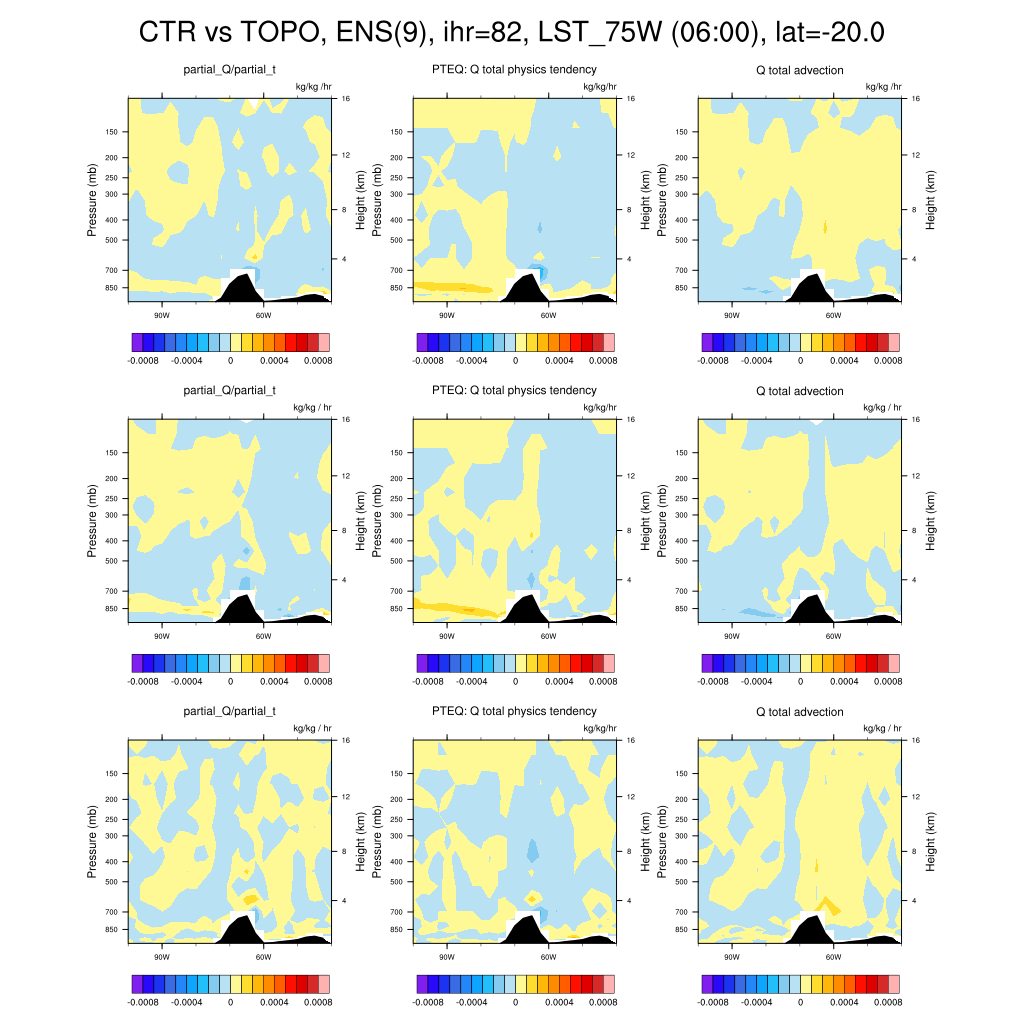 CTR vs TOPO, ENS(9), ihr=82, LST_75W (06:00), lat=-20.0
partial_Q/partial_t
PTEQ: Q total physics tendency
Q total advection
kg/kg /hr
kg/kg/hr
kg/kg /hr
Pressure (mb)
150
200
250
300
400
500
700
850
16
12
8
4
Height (km)
90W
60W
Pressure (mb)
150
200
250
300
400
500
700
850
16
12
8
4
Height (km)
90W
60W
Pressure (mb)
150
200
250
300
400
500
700
850
16
12
8
4
Height (km)
90W
60W
-0.0008 -0.0004 0 0.0004 0.0008
-0.0008 -0.0004 0 0.0004 0.0008
-0.0008 -0.0004 0 0.0004 0.0008
partial_Q/partial_t
PTEQ: Q total physics tendency
Q total advection
kg/kg / hr
kg/kg/hr
kg/kg / hr
Pressure (mb)
150
200
250
300
400
500
700
850
16
12
8
4
Height (km)
90W
60W
Pressure (mb)
150
200
250
300
400
500
700
850
16
12
8
4
Height (km)
90W
60W
Pressure (mb)
150
200
250
300
400
500
700
850
16
12
8
4
Height (km)
90W
60W
-0.0008 -0.0004 0 0.0004 0.0008
-0.0008 -0.0004 0 0.0004 0.0008
-0.0008 -0.0004 0 0.0004 0.0008
partial_Q/partial_t
PTEQ: Q total physics tendency
Q total advection
kg/kg / hr
kg/kg/hr
kg/kg / hr
Pressure (mb)
150
200
250
300
400
500
700
850
16
12
8
4
Height (km)
90W
60W
Pressure (mb)
150
200
250
300
400
500
700
850
16
12
8
4
Height (km)
90W
60W
Pressure (mb)
150
200
250
300
400
500
700
850
16
12
8
4
Height (km)
90W
60W
-0.0008 -0.0004 0 0.0004 0.0008
-0.0008 -0.0004 0 0.0004 0.0008
-0.0008 -0.0004 0 0.0004 0.0008